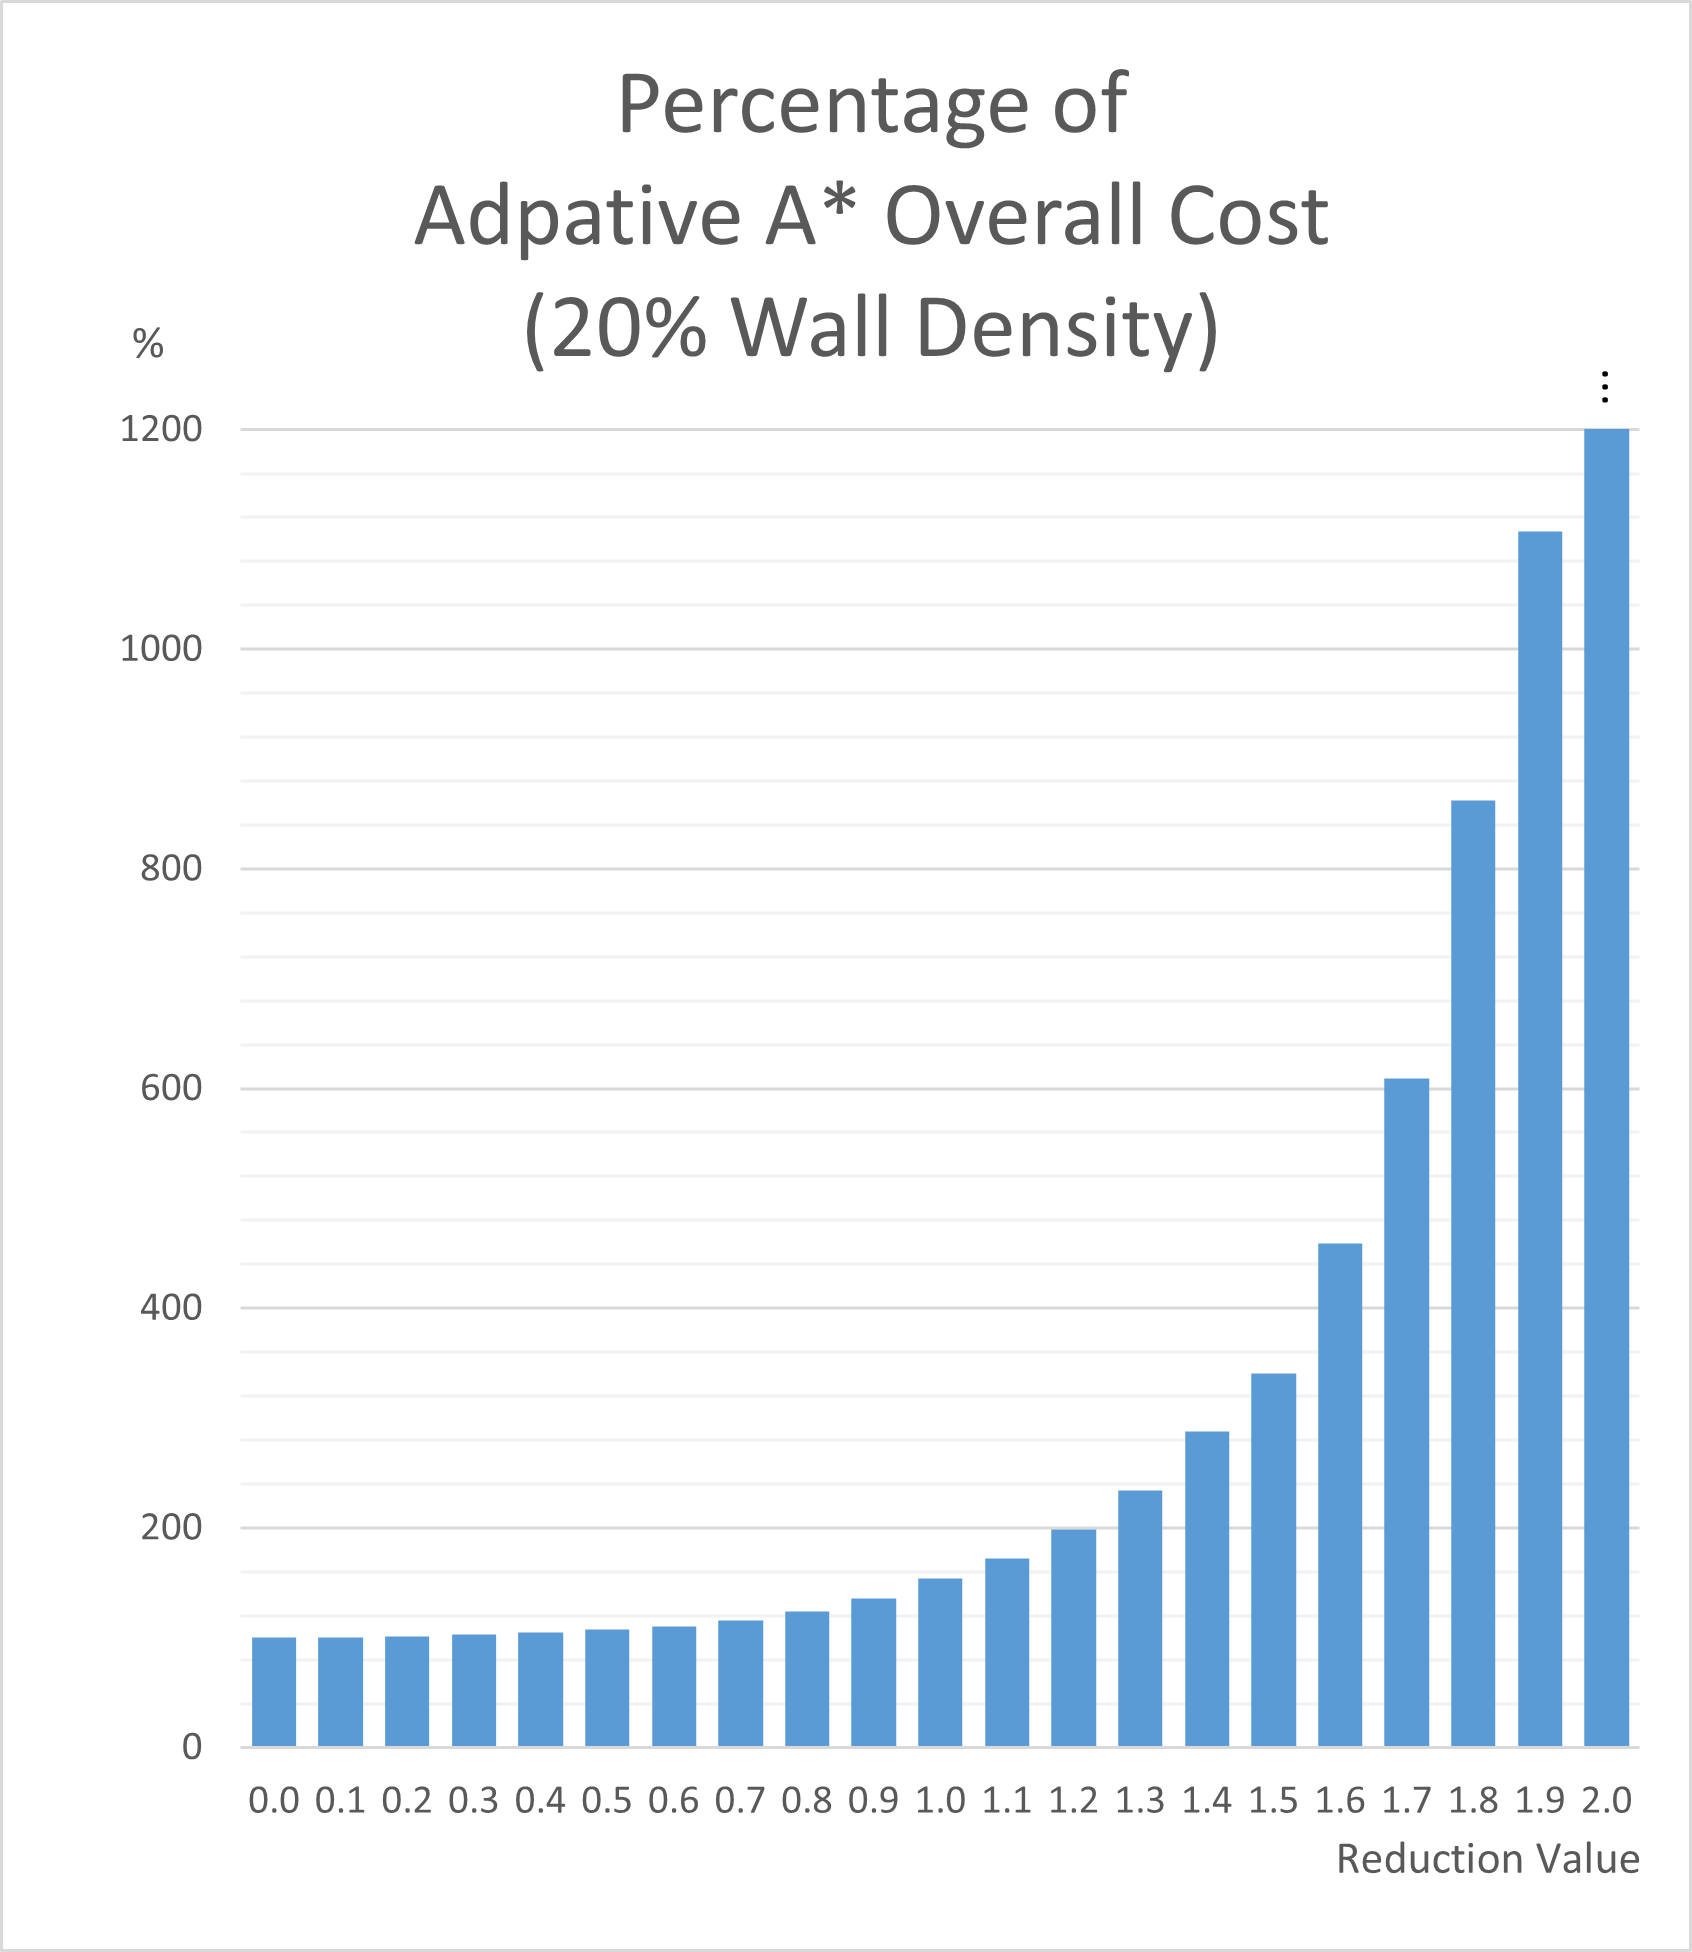 Percentage of
Adpative A* Overall Cost
(20% Wall Density)
%
⋮
1200
1000
800
600
400
200
0
0.0 0.1 0.2 0.3 0.4 0.5 0.6 0.7 0.8 0.9 1.0 1.1 1.2 1.3 1.4 1.5 1.6 1.7 1.8 1.9 2.0
Reduction Value